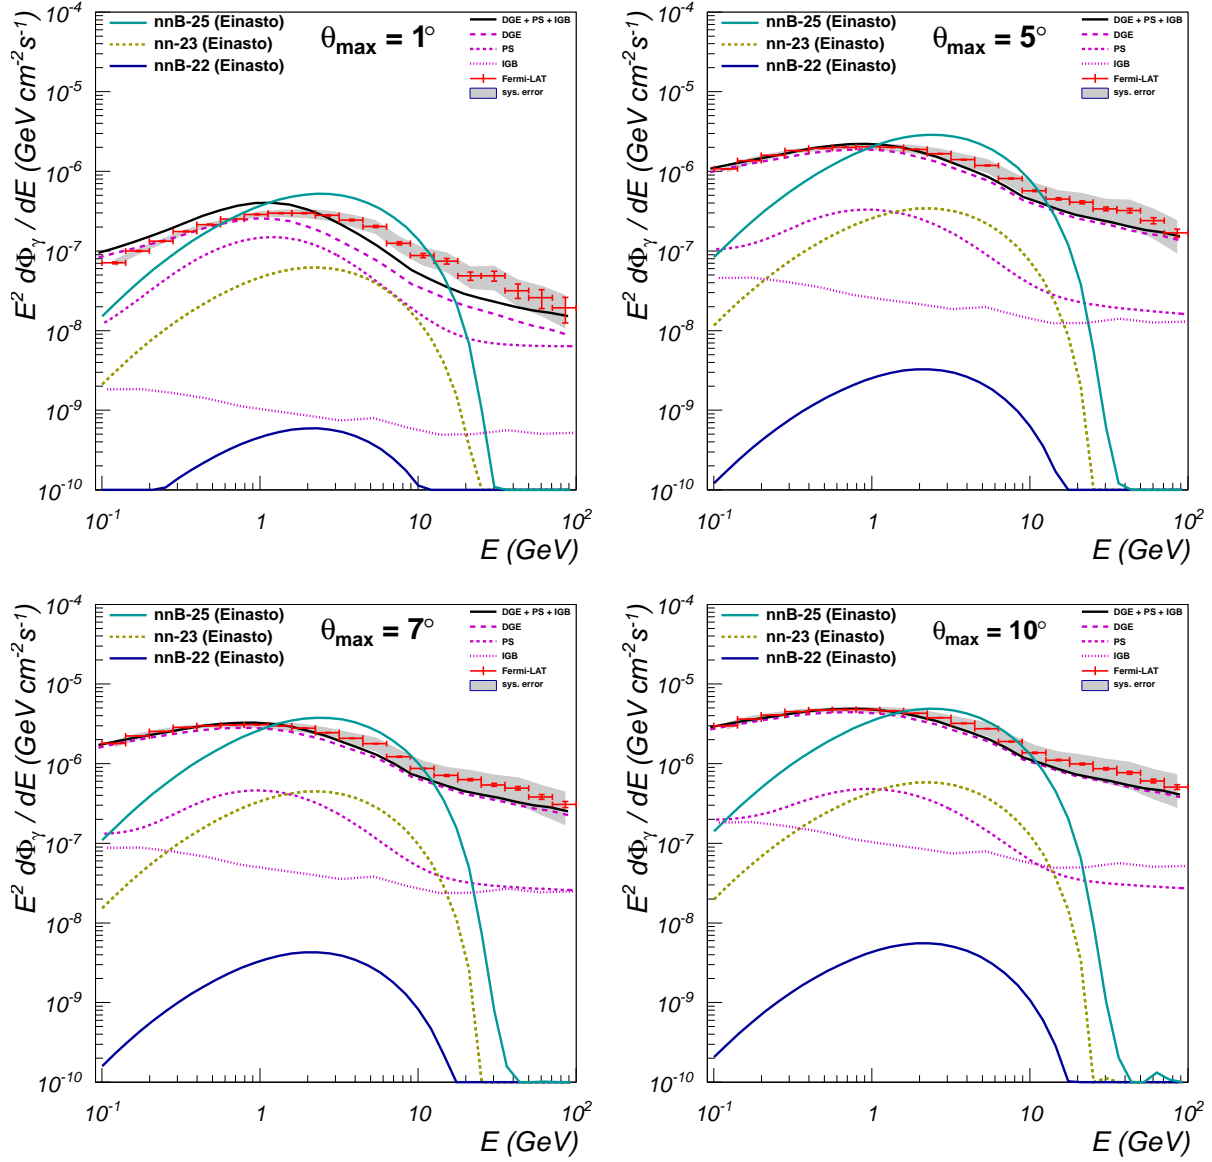 nnB-25 (Einasto)
nn-23 (Einasto)
nnB-22 (Einasto)
θmax = 1°
DGE + PS + IGB
DGE
PS
IGB
Fermi-LAT
sys. error
E² dΦγ / dE (GeV cm⁻²s⁻¹)
10⁻⁴
10⁻⁵
10⁻⁶
10⁻⁷
10⁻⁸
10⁻⁹
10⁻¹⁰
10⁻¹ 1 10 10²
E (GeV)
nnB-25 (Einasto)
nn-23 (Einasto)
nnB-22 (Einasto)
θmax = 5°
DGE + PS + IGB
DGE
PS
IGB
Fermi-LAT
sys. error
E² dΦγ / dE (GeV cm⁻²s⁻¹)
10⁻⁴
10⁻⁵
10⁻⁶
10⁻⁷
10⁻⁸
10⁻⁹
10⁻¹⁰
10⁻¹ 1 10 10²
E (GeV)
nnB-25 (Einasto)
nn-23 (Einasto)
nnB-22 (Einasto)
θmax = 7°
DGE + PS + IGB
DGE
PS
IGB
Fermi-LAT
sys. error
E² dΦγ / dE (GeV cm⁻²s⁻¹)
10⁻⁴
10⁻⁵
10⁻⁶
10⁻⁷
10⁻⁸
10⁻⁹
10⁻¹⁰
10⁻¹ 1 10 10²
E (GeV)
nnB-25 (Einasto)
nn-23 (Einasto)
nnB-22 (Einasto)
θmax = 10°
DGE + PS + IGB
DGE
PS
IGB
Fermi-LAT
sys. error
E² dΦγ / dE (GeV cm⁻²s⁻¹)
10⁻⁴
10⁻⁵
10⁻⁶
10⁻⁷
10⁻⁸
10⁻⁹
10⁻¹⁰
10⁻¹ 1 10 10²
E (GeV)